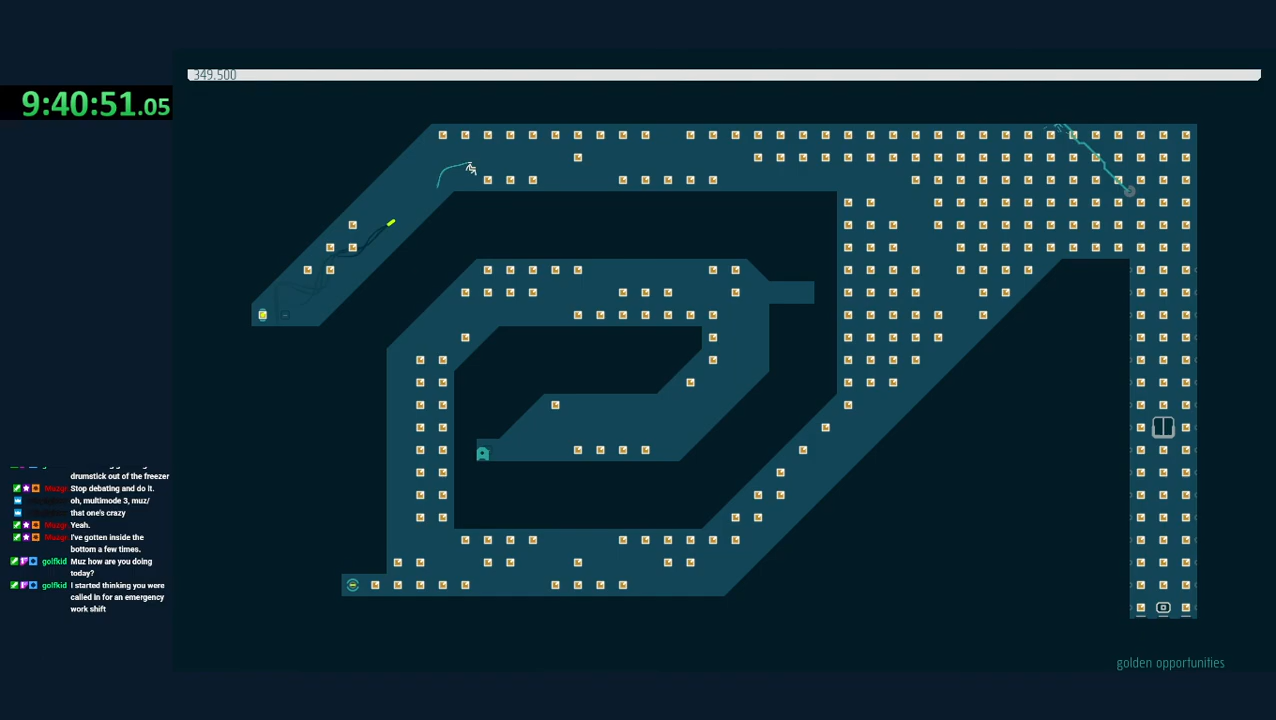 349.500
9:40:51.05
drumstick out of the freezer
Muzgr: Stop debating and do it.
oh, multimode 3, muz/
that one's crazy
Yeah.
I've gotten inside the
bottom a few times.
golfkid Muz how are you doing
today?
golfkid I started thinking you were
called in for an emergency
work shift
golden opportunities